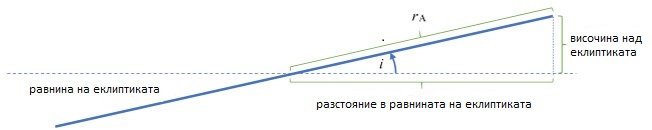 r_A
височина над
еклиптиката
i
равнина на еклиптиката
разстояние в равнината на еклиптиката